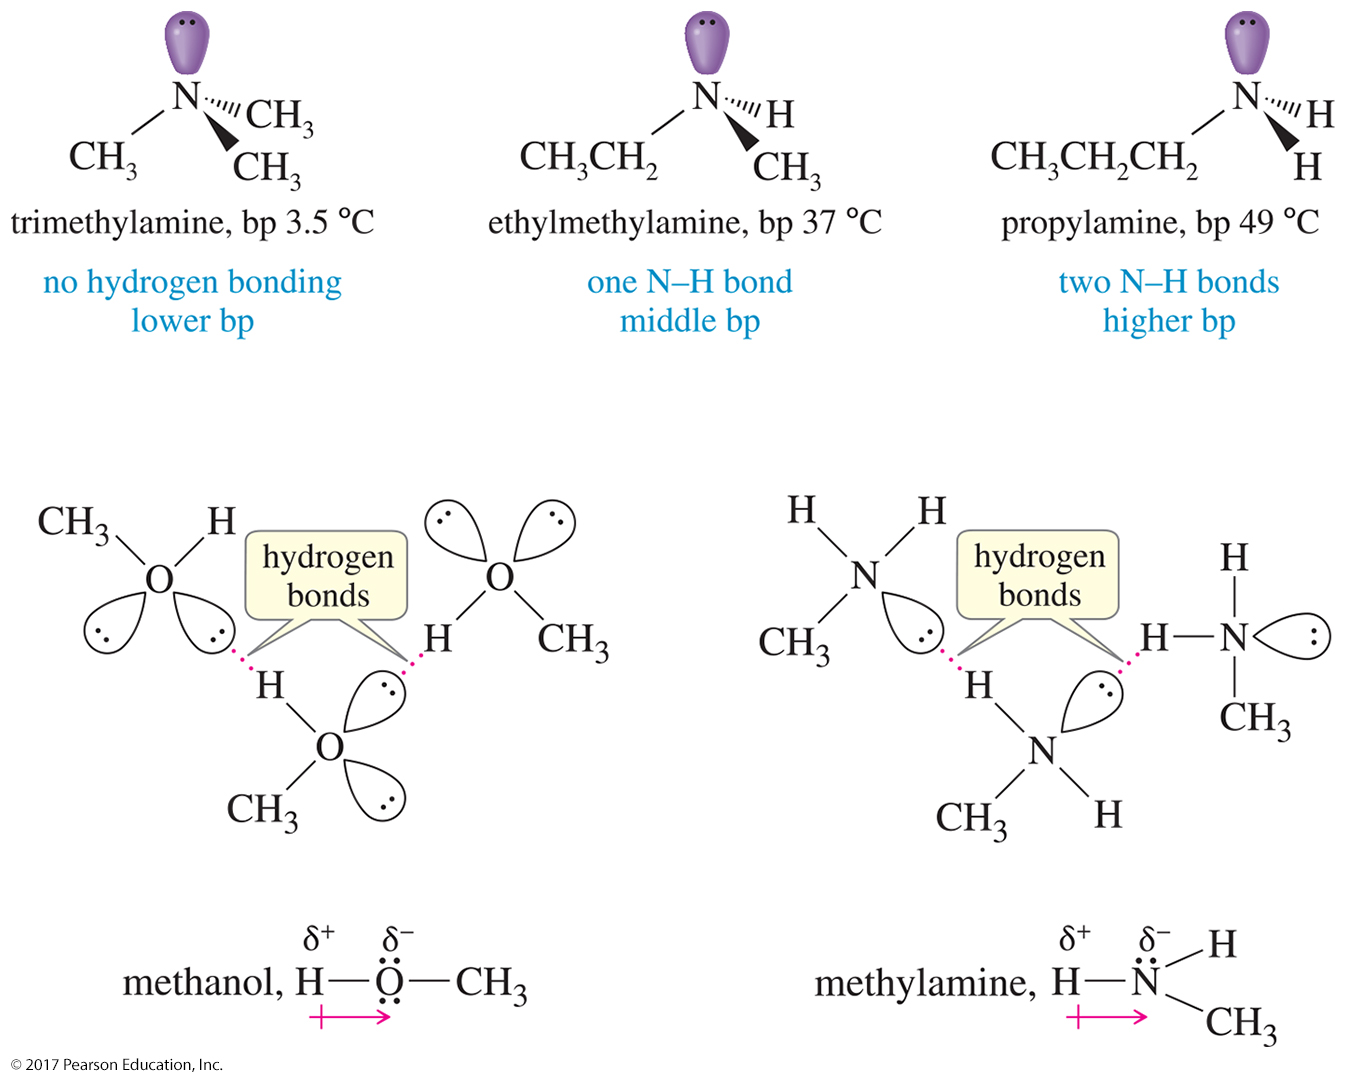 N CH₃ CH₃ CH₃
N H CH₃CH₂ CH₃
N H CH₃CH₂CH₂ H
trimethylamine, bp 3.5 °C
ethylmethylamine, bp 37 °C
propylamine, bp 49 °C
no hydrogen bonding
lower bp
one N–H bond
middle bp
two N–H bonds
higher bp
CH₃ H
O
hydrogen
bonds
O
H CH₃
H
O
CH₃
H H
N
CH₃
hydrogen
bonds
H
H N
CH₃
H
N
CH₃ H
δ+ δ−
methanol, H—O—CH₃
δ+ δ− H
methylamine, H—N
CH₃
© 2017 Pearson Education, Inc.